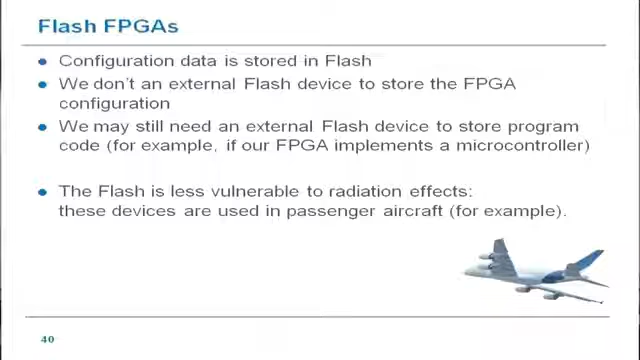 Flash FPGAs
Configuration data is stored in Flash
We don't an external Flash device to store the FPGA
configuration
We may still need an external Flash device to store program
code (for example, if our FPGA implements a microcontroller)
The Flash is less vulnerable to radiation effects:
these devices are used in passenger aircraft (for example).
40